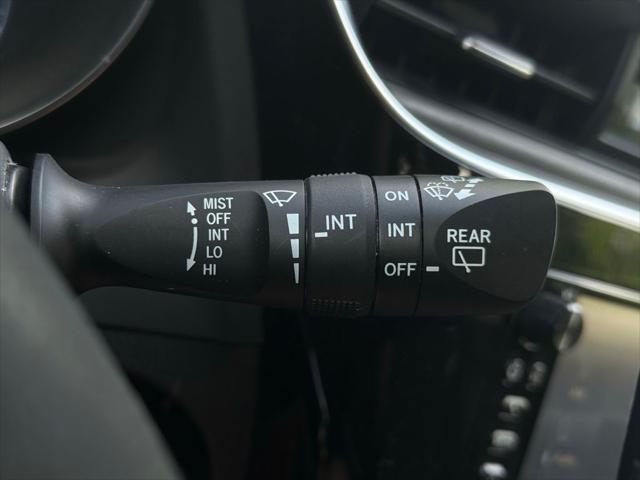 MIST
OFF
INT
LO
HI
INT
ON
INT
OFF
REAR